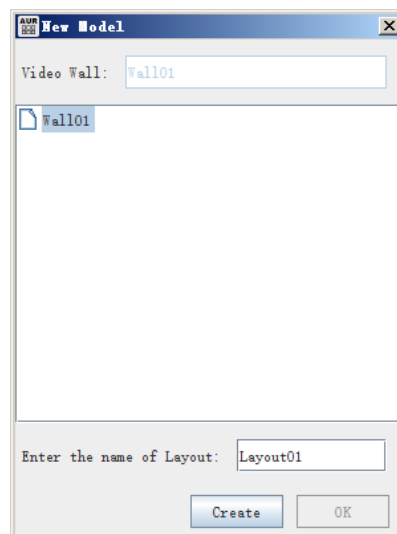 AUR New Model
Video Wall: Wall01
Wall01
Enter the name of Layout: Layout01
Create OK